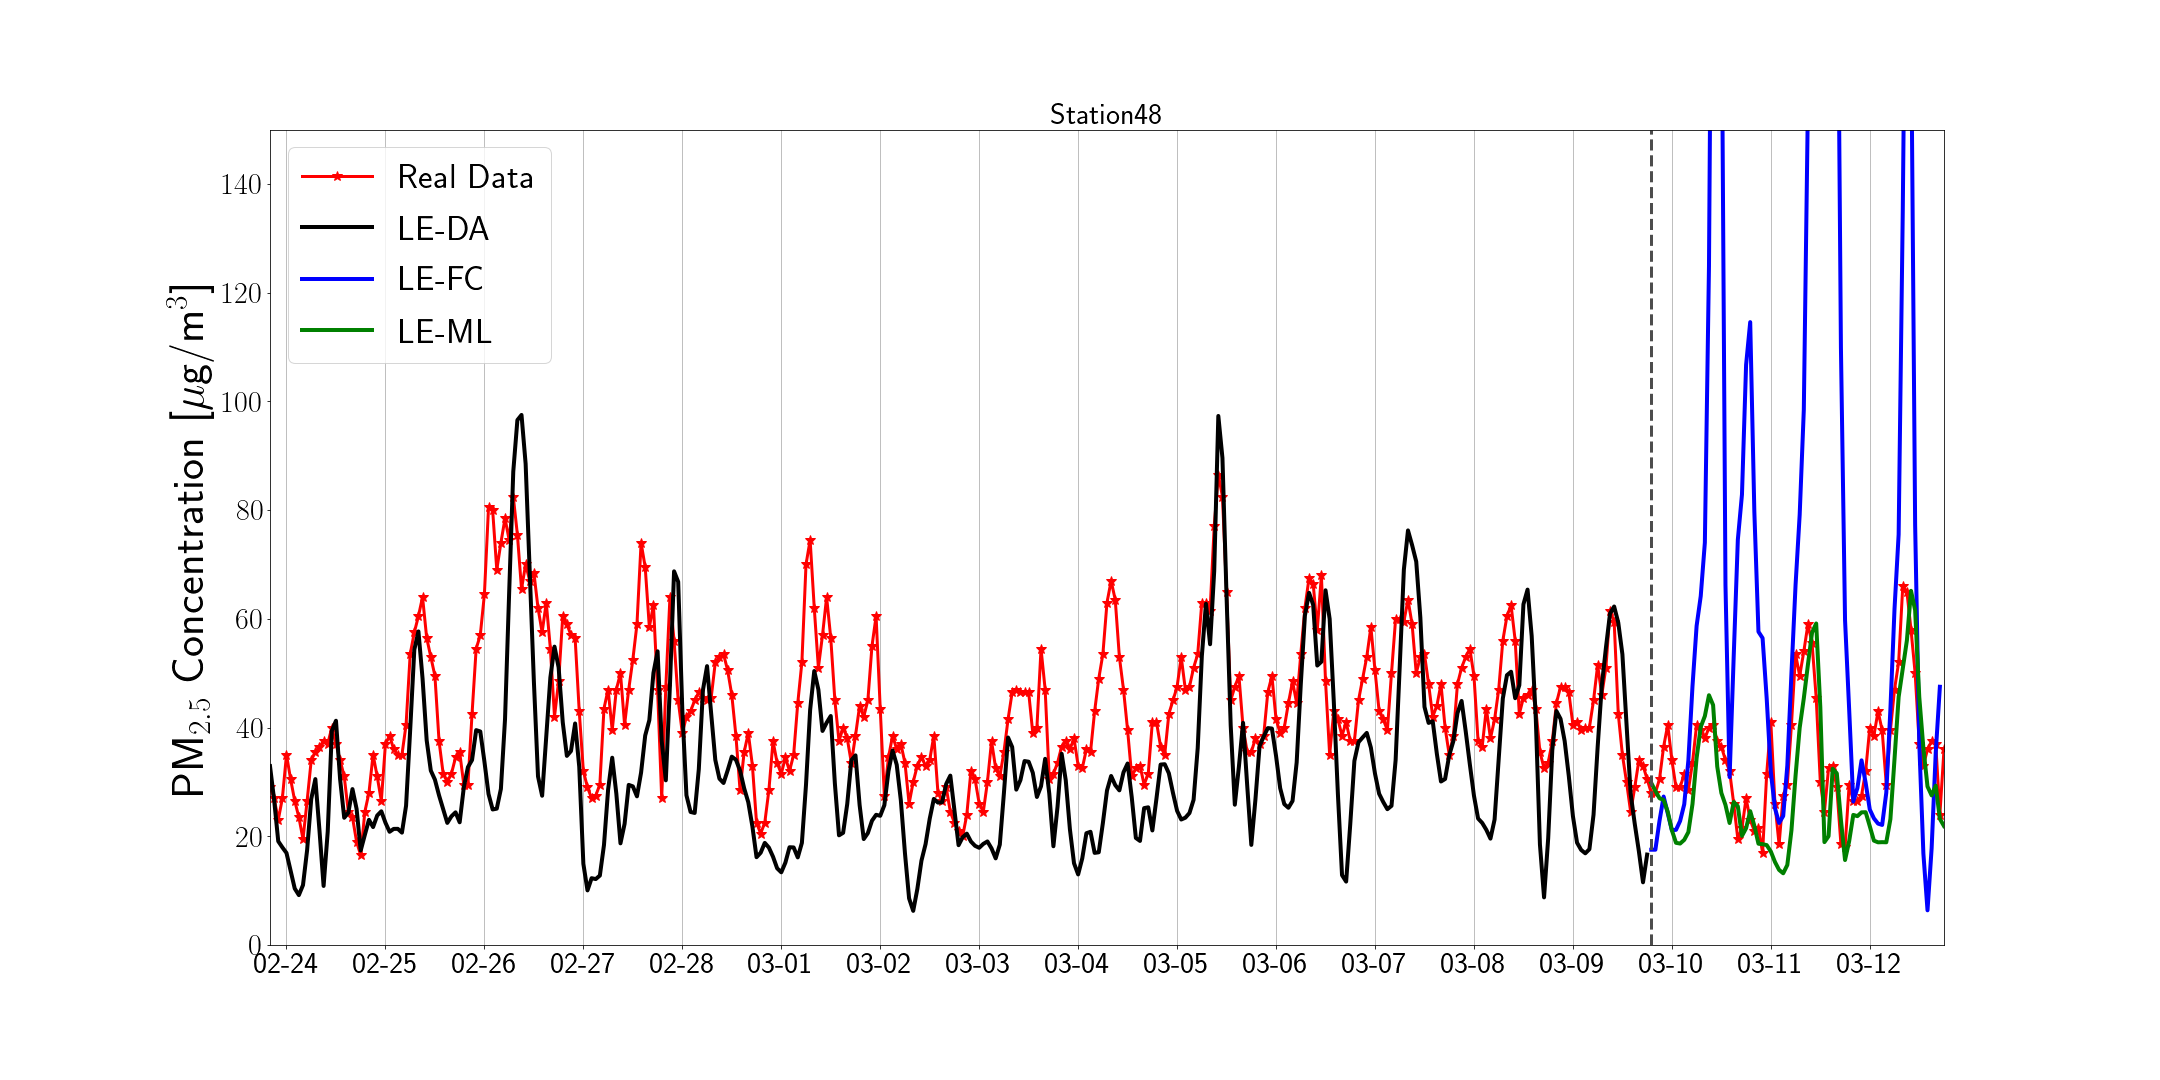 Station48
PM2.5 Concentration [μg/m³]
140
120
100
80
60
40
20
0
Real Data
LE-DA
LE-FC
LE-ML
02-24 02-25 02-26 02-27 02-28 03-01 03-02 03-03 03-04 03-05 03-06 03-07 03-08 03-09 03-10 03-11 03-12